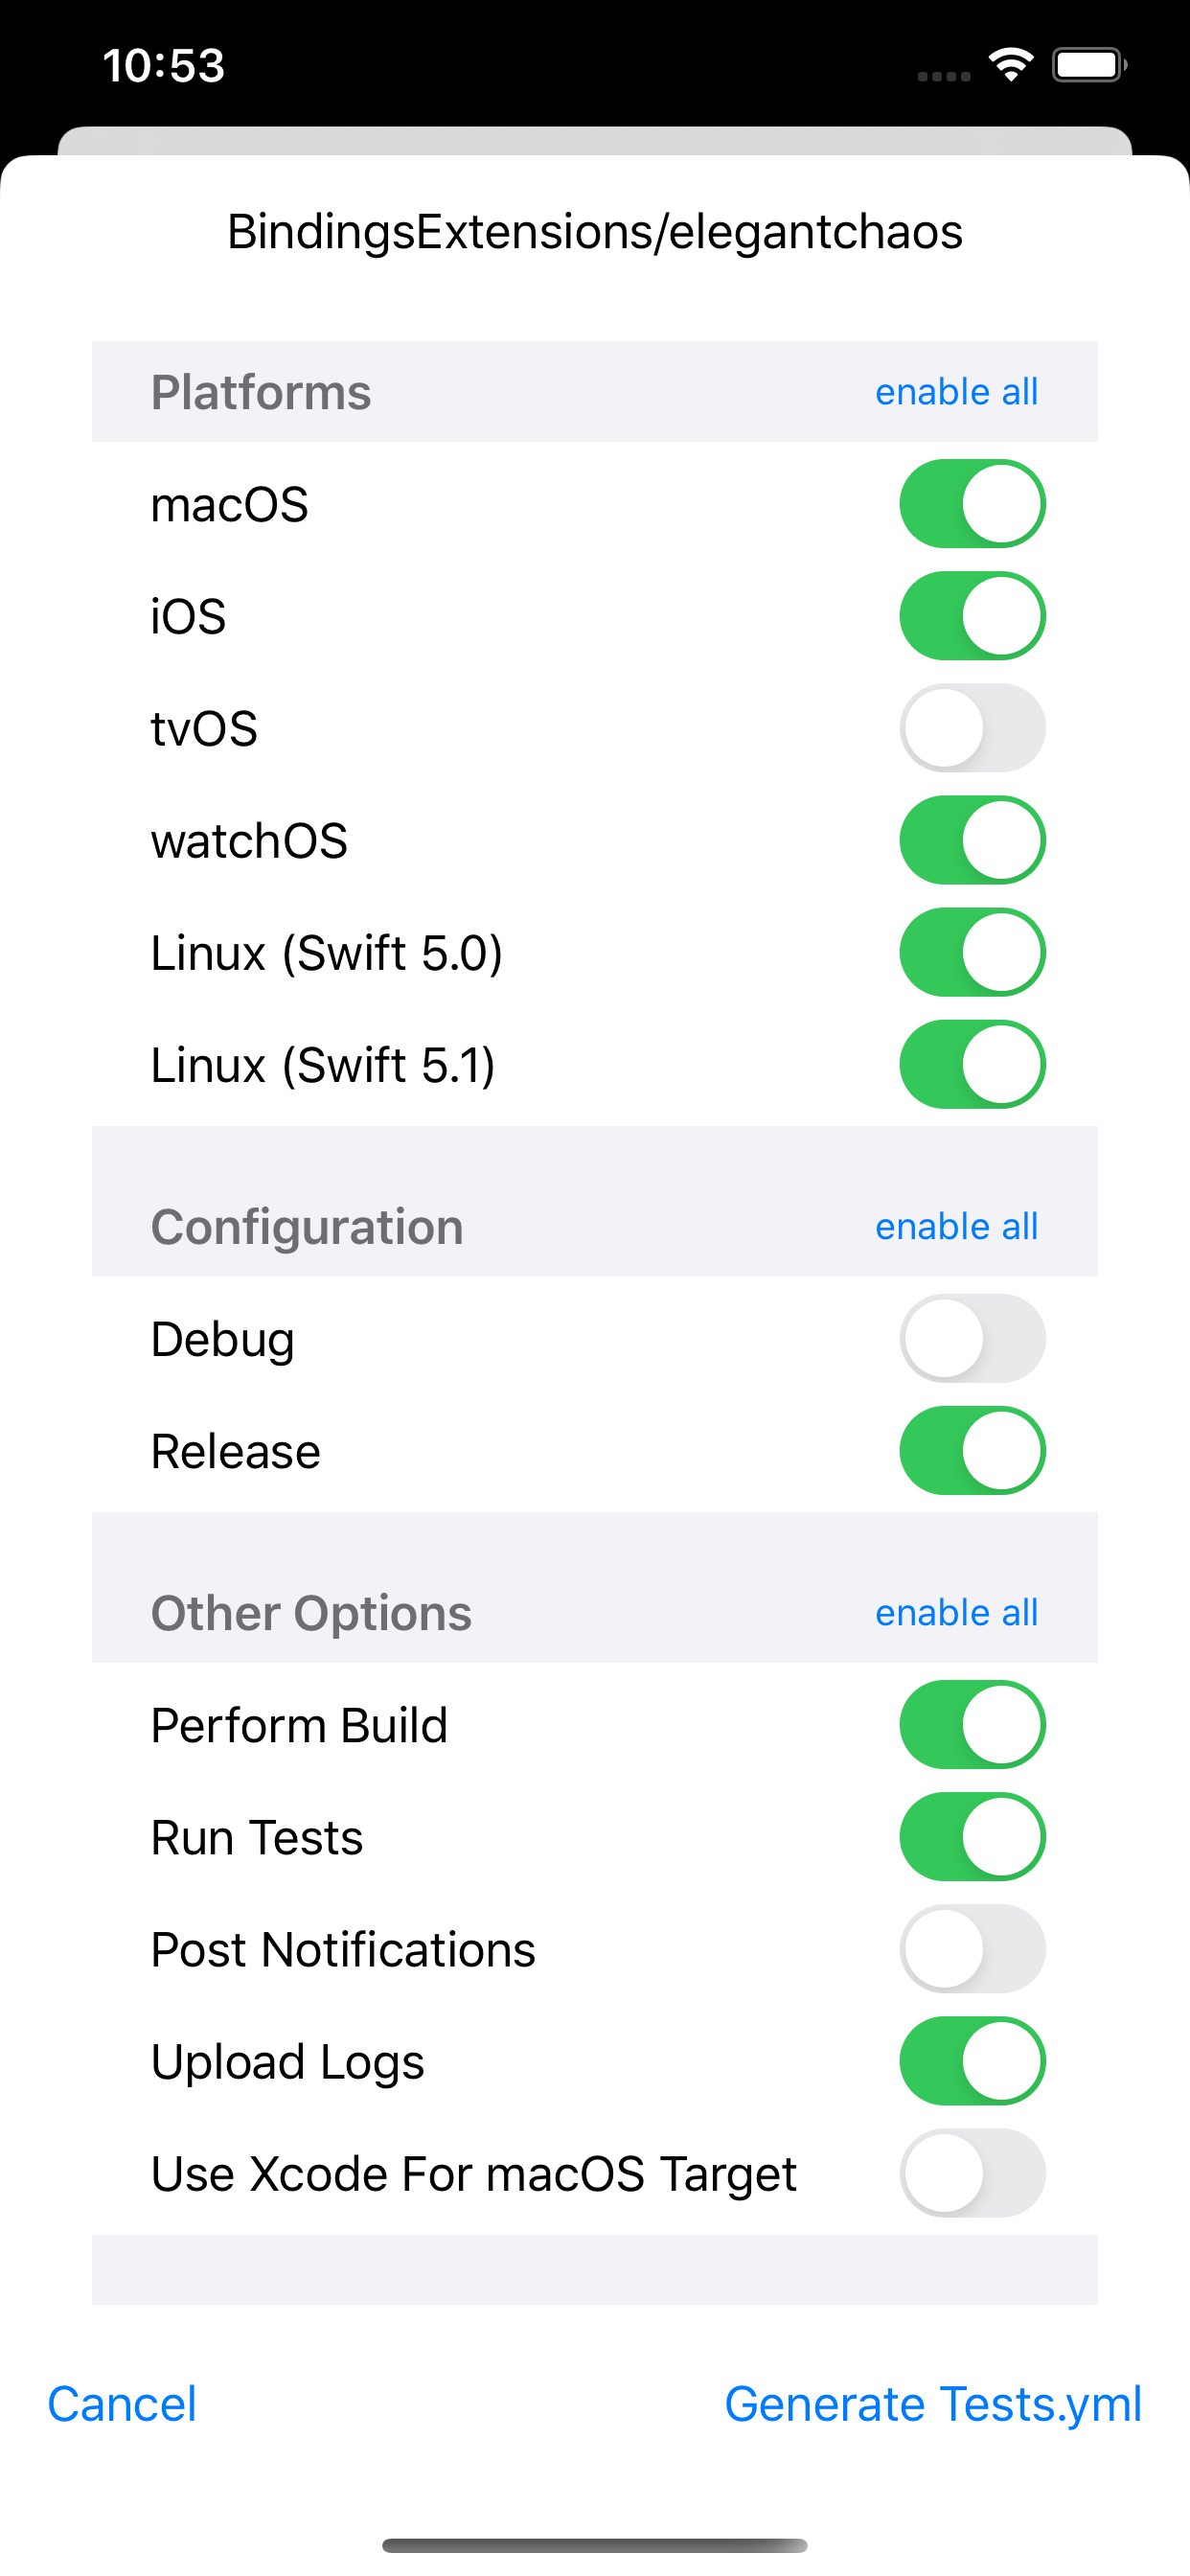 10:53
BindingsExtensions/elegantchaos
Platforms enable all
macOS
iOS
tvOS
watchOS
Linux (Swift 5.0)
Linux (Swift 5.1)
Configuration enable all
Debug
Release
Other Options enable all
Perform Build
Run Tests
Post Notifications
Upload Logs
Use Xcode For macOS Target
Cancel Generate Tests.yml